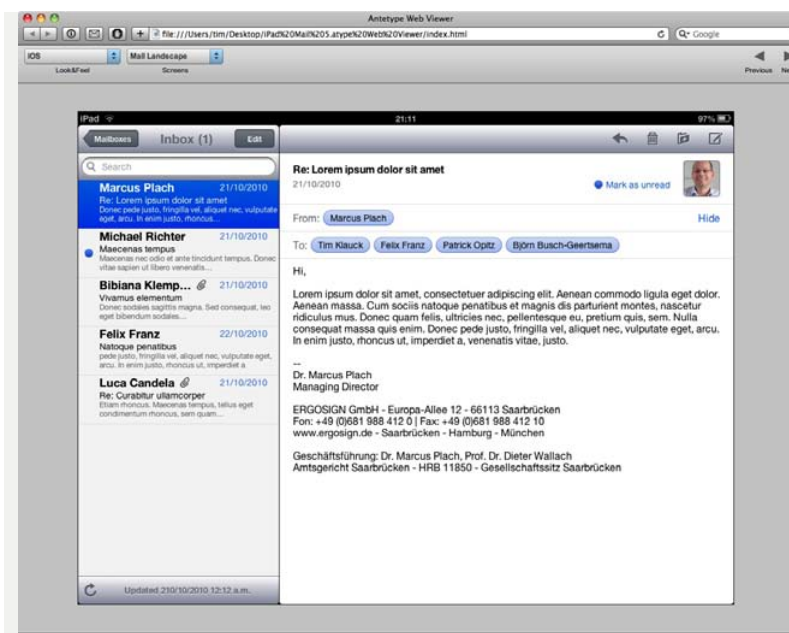 Antetype Web Viewer
file:///Users/tim/Desktop/iPad%20Mail%205.atype%20Web%20Viewer/index.html
Google
iOS
Mail Landscape
Look&Feel
Screens
Previous
iPad
21:11
97%
Mailboxes
Inbox (1)
Edit
Search
Marcus Plach 21/10/2010
Re: Lorem ipsum dolor sit amet
Donec pede justo, fringilla vel, aliquet nec, vulputate
eget, arcu. In enim justo, rhoncus...
Michael Richter 21/10/2010
Maecenas tempus
Maecenas nec odio et ante tincidunt tempus. Donec
vitae sapien ut libero venenatis...
Bibiana Klemp... 21/10/2010
Vivamus elementum
Donec sodales sagittis magna. Sed consequat, leo
eget bibendum sodales...
Felix Franz 22/10/2010
Natoque penatibus
pede justo, fringilla vel, aliquet nec, vulputate eget,
arcu. In enim justo, rhoncus ut, imperdiet a
Luca Candela 21/10/2010
Re: Curabitur ullamcorper
Etiam rhoncus. Maecenas tempus, tellus eget
condimentum rhoncus, sem quam...
Updated 210/10/2010 12:12 a.m.
Re: Lorem ipsum dolor sit amet
21/10/2010
Mark as unread
From: Marcus Plach
Hide
To: Tim Klauck Felix Franz Patrick Opitz Björn Busch-Geertsema
Hi,
Lorem ipsum dolor sit amet, consectetuer adipiscing elit. Aenean commodo ligula eget dolor.
Aenean massa. Cum sociis natoque penatibus et magnis dis parturient montes, nascetur
ridiculus mus. Donec quam felis, ultricies nec, pellentesque eu, pretium quis, sem. Nulla
consequat massa quis enim. Donec pede justo, fringilla vel, aliquet nec, vulputate eget, arcu.
In enim justo, rhoncus ut, imperdiet a, venenatis vitae, justo.
--
Dr. Marcus Plach
Managing Director
ERGOSIGN GmbH - Europa-Allee 12 - 66113 Saarbrücken
Fon: +49 (0)681 988 412 0 | Fax: +49 (0)681 988 412 10
www.ergosign.de - Saarbrücken - Hamburg - München
Geschäftsführung: Dr. Marcus Plach, Prof. Dr. Dieter Wallach
Amtsgericht Saarbrücken - HRB 11850 - Gesellschaftssitz Saarbrücken